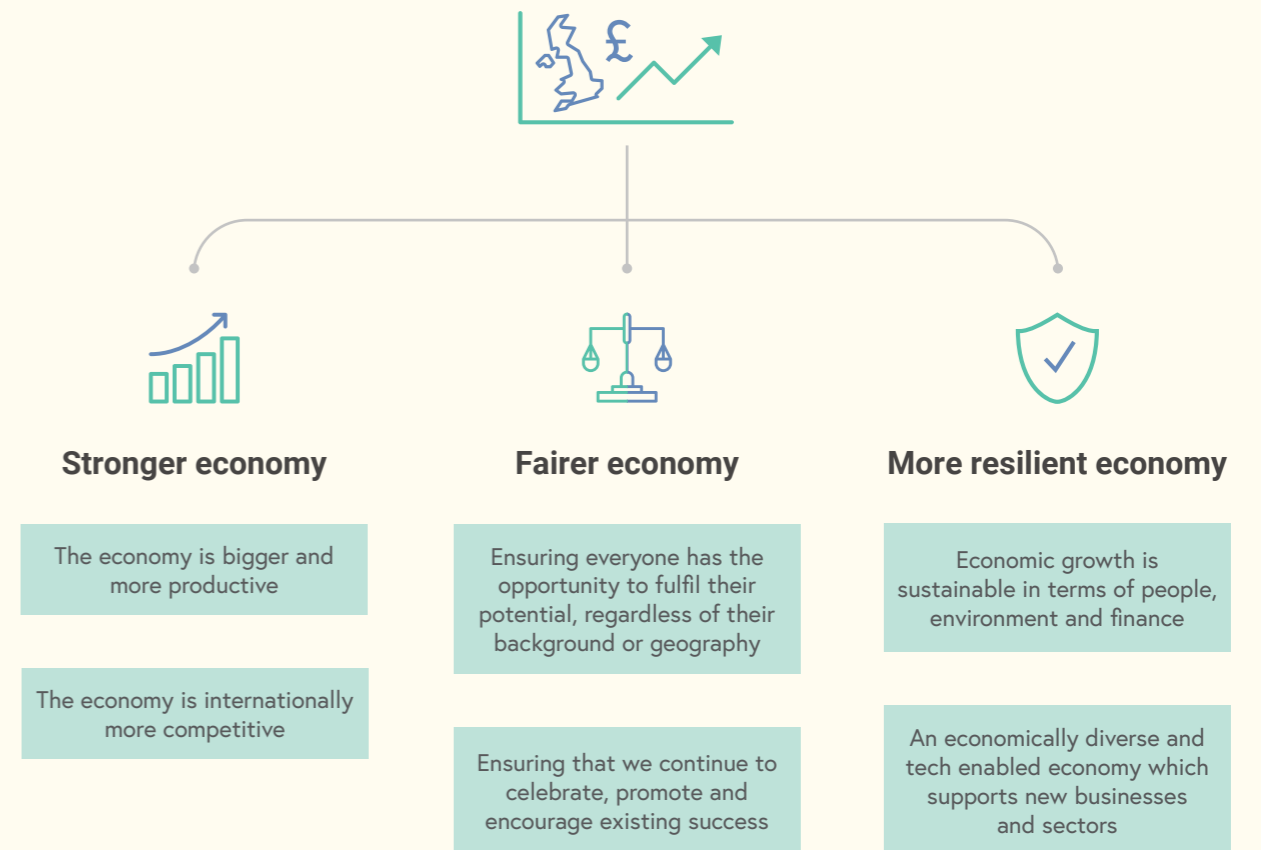 £
Stronger economy
The economy is bigger and
more productive
The economy is internationally
more competitive
Fairer economy
Ensuring everyone has the
opportunity to fulfil their
potential, regardless of their
background or geography
Ensuring that we continue to
celebrate, promote and
encourage existing success
More resilient economy
Economic growth is
sustainable in terms of people,
environment and finance
An economically diverse and
tech enabled economy which
supports new businesses
and sectors